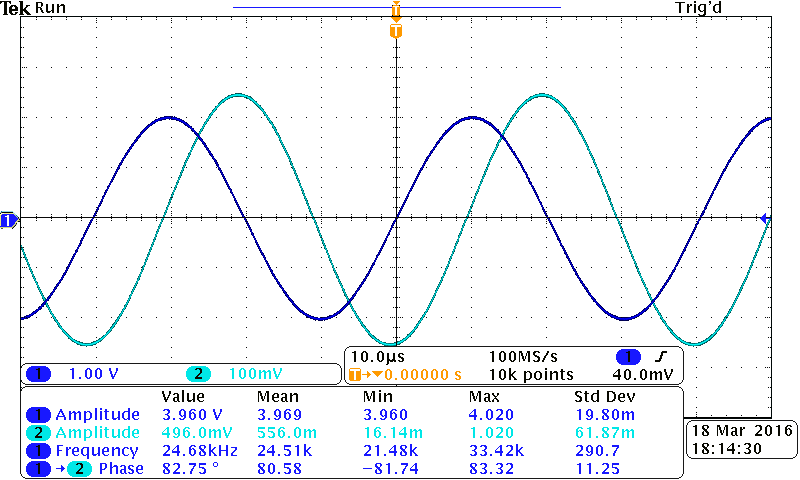 Tek Run Trig'd
T
T
1
10.0µs 100MS/s 1
T→▼0.00000 s 10k points 40.0mV
1 1.00 V 2 100mV
Value Mean Min Max Std Dev
1 Amplitude 3.960 V 3.969 3.960 4.020 19.80m
2 Amplitude 496.0mV 556.0m 16.14m 1.020 61.87m
1 Frequency 24.68kHz 24.51k 21.48k 33.42k 290.7
1 → 2 Phase 82.75 ° 80.58 −81.74 83.32 11.25
18 Mar 2016
18:14:30